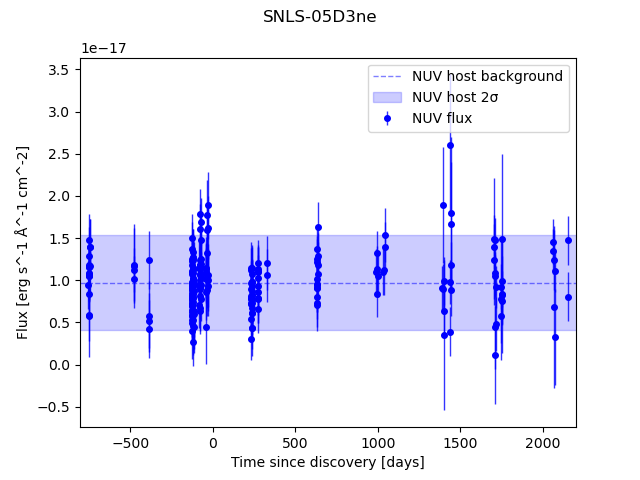 SNLS-05D3ne
1e−17
NUV host background
NUV host 2σ
NUV flux
3.5
3.0
2.5
2.0
1.5
1.0
0.5
0.0
−0.5
Flux [erg s^-1 Å^-1 cm^-2]
−500
0
500
1000
1500
2000
Time since discovery [days]